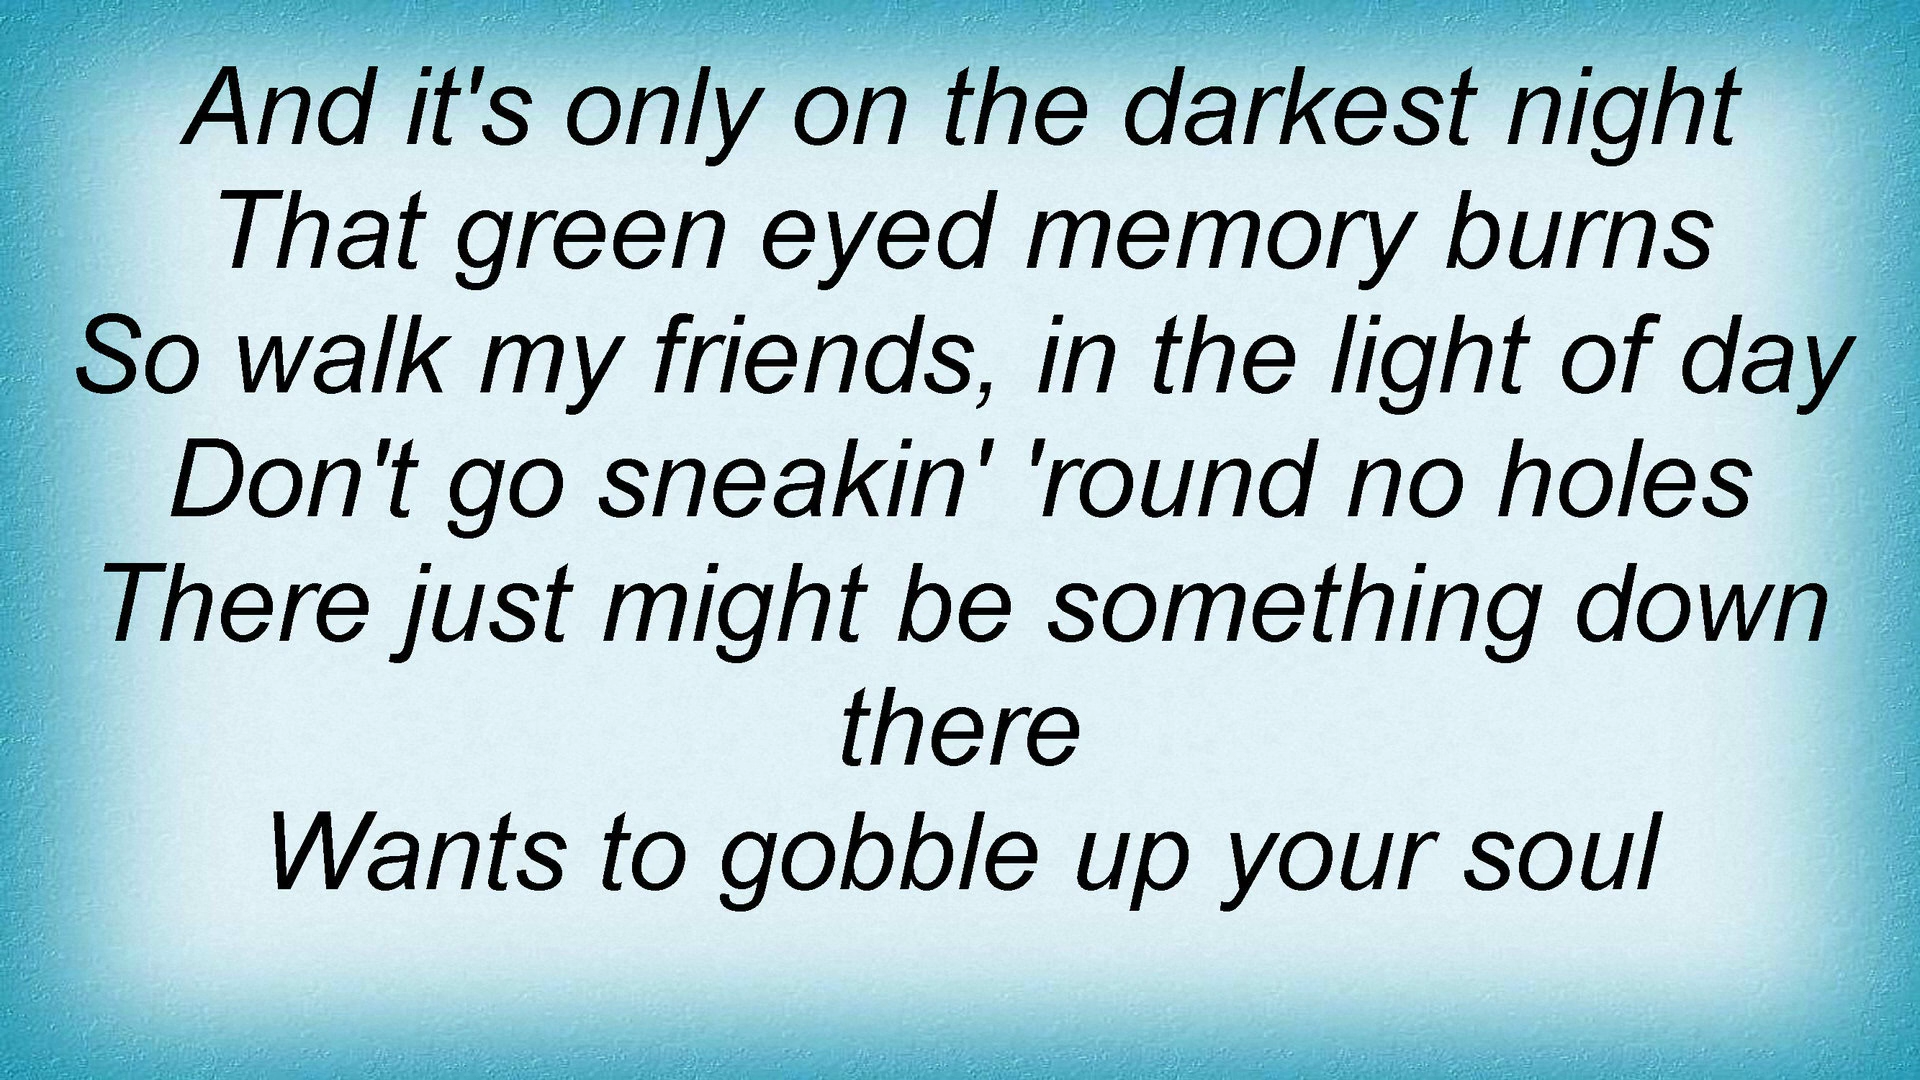 And it's only on the darkest night
That green eyed memory burns
So walk my friends, in the light of day
Don't go sneakin' 'round no holes
There just might be something down
there
Wants to gobble up your soul